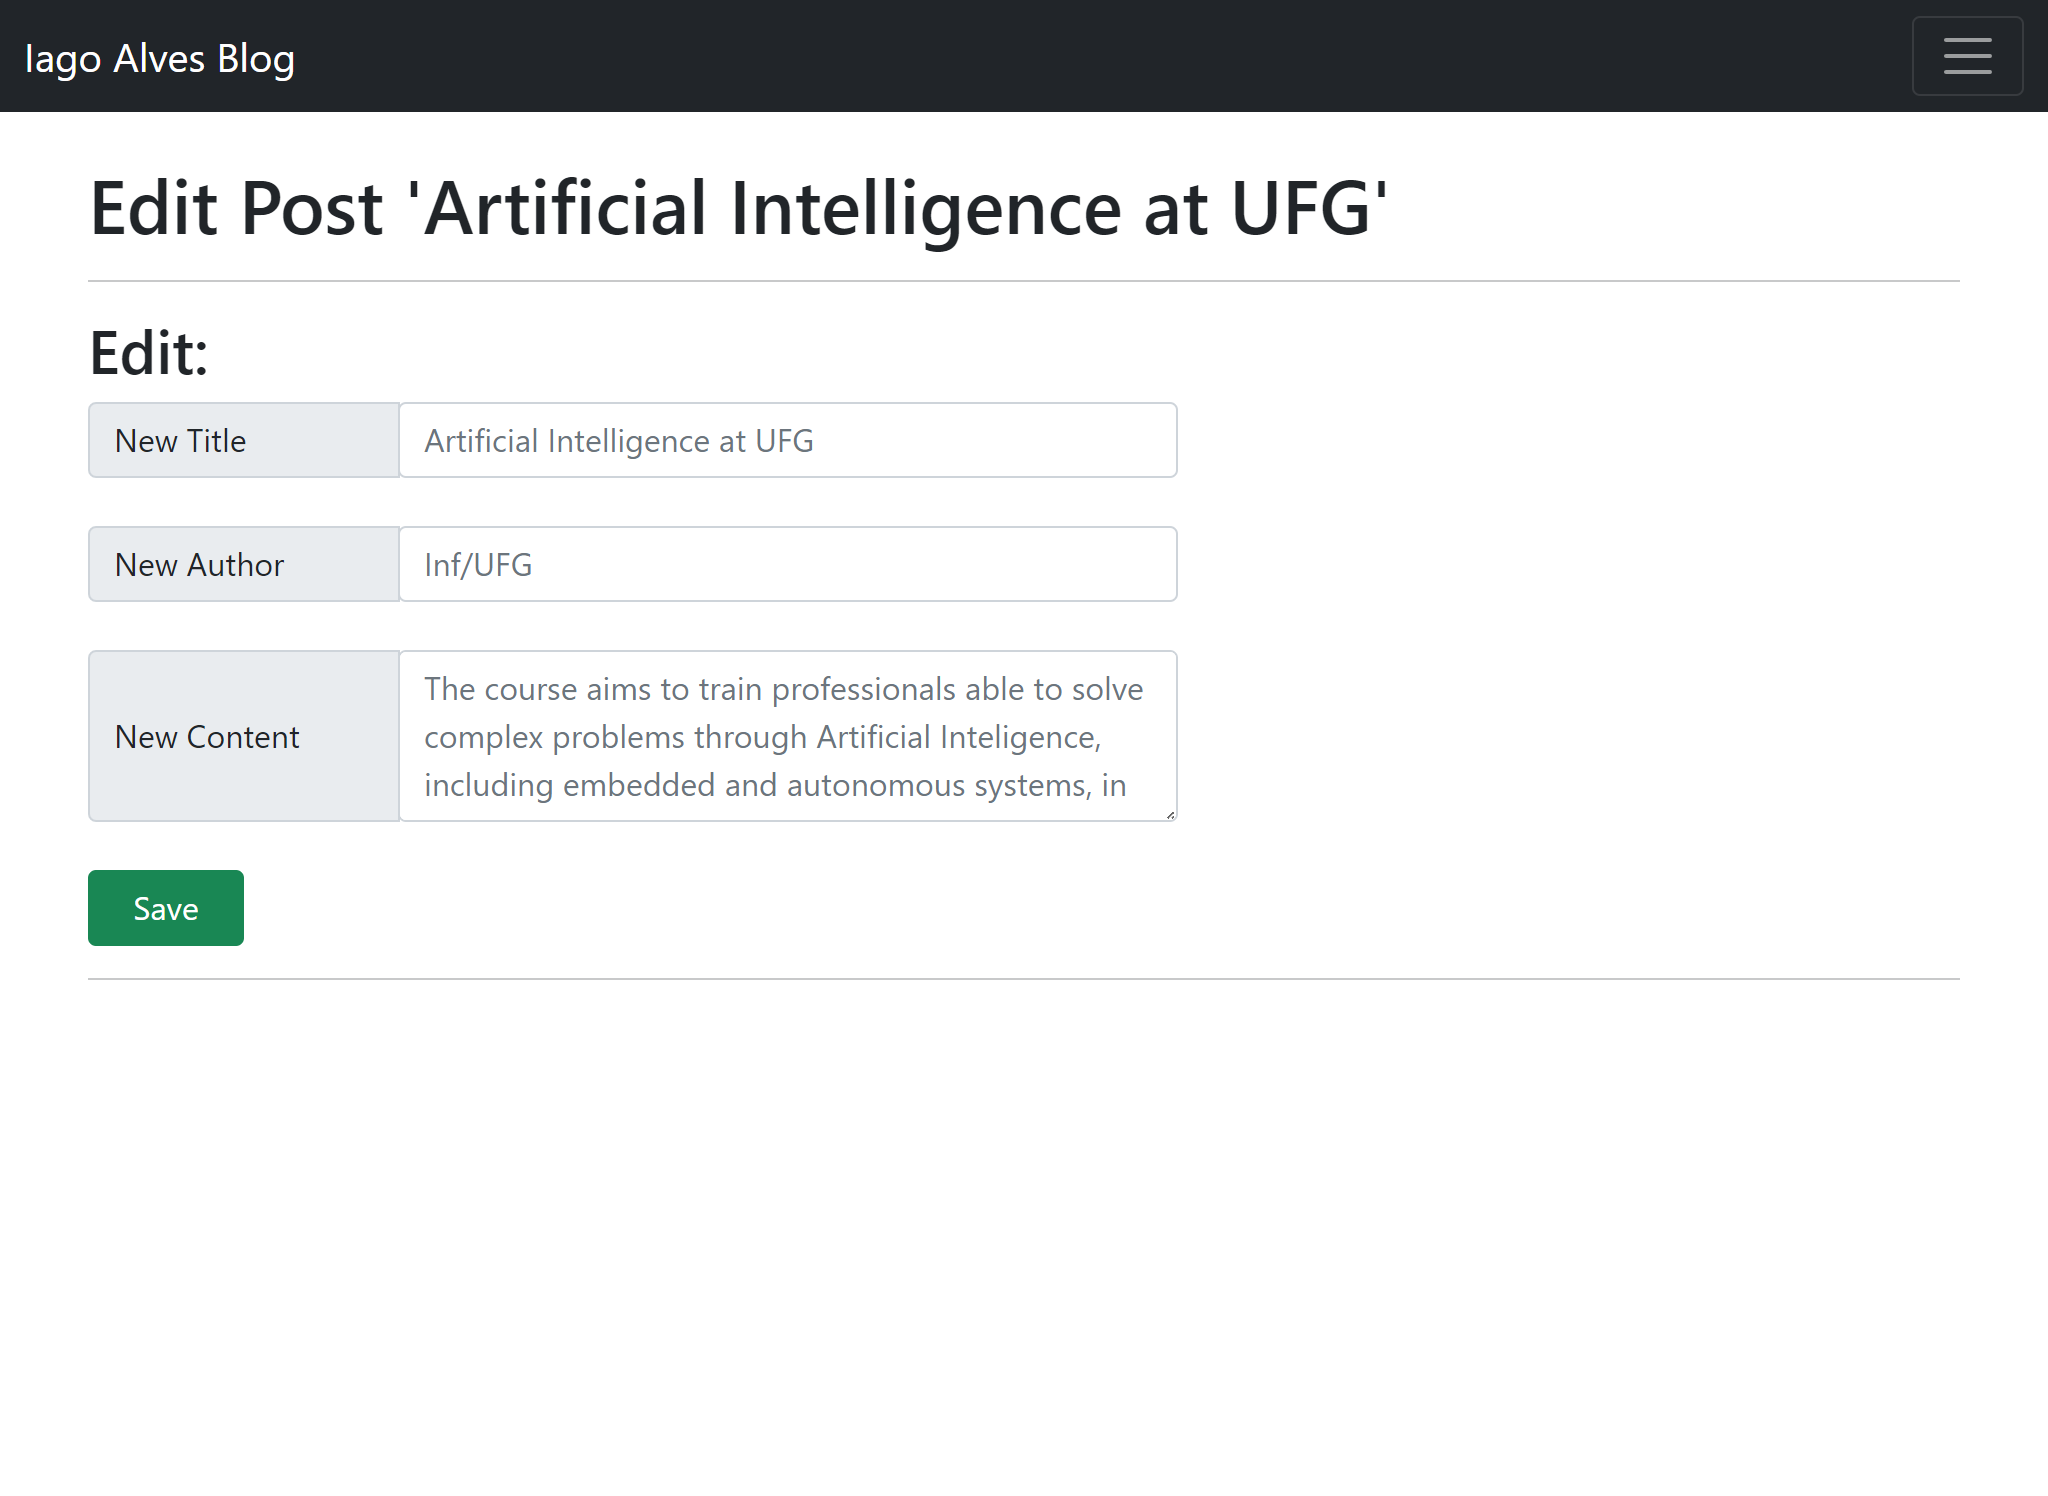 Iago Alves Blog
Edit Post 'Artificial Intelligence at UFG'
Edit:
New Title
Artificial Intelligence at UFG
New Author
Inf/UFG
New Content
The course aims to train professionals able to solve
complex problems through Artificial Inteligence,
including embedded and autonomous systems, in
Save